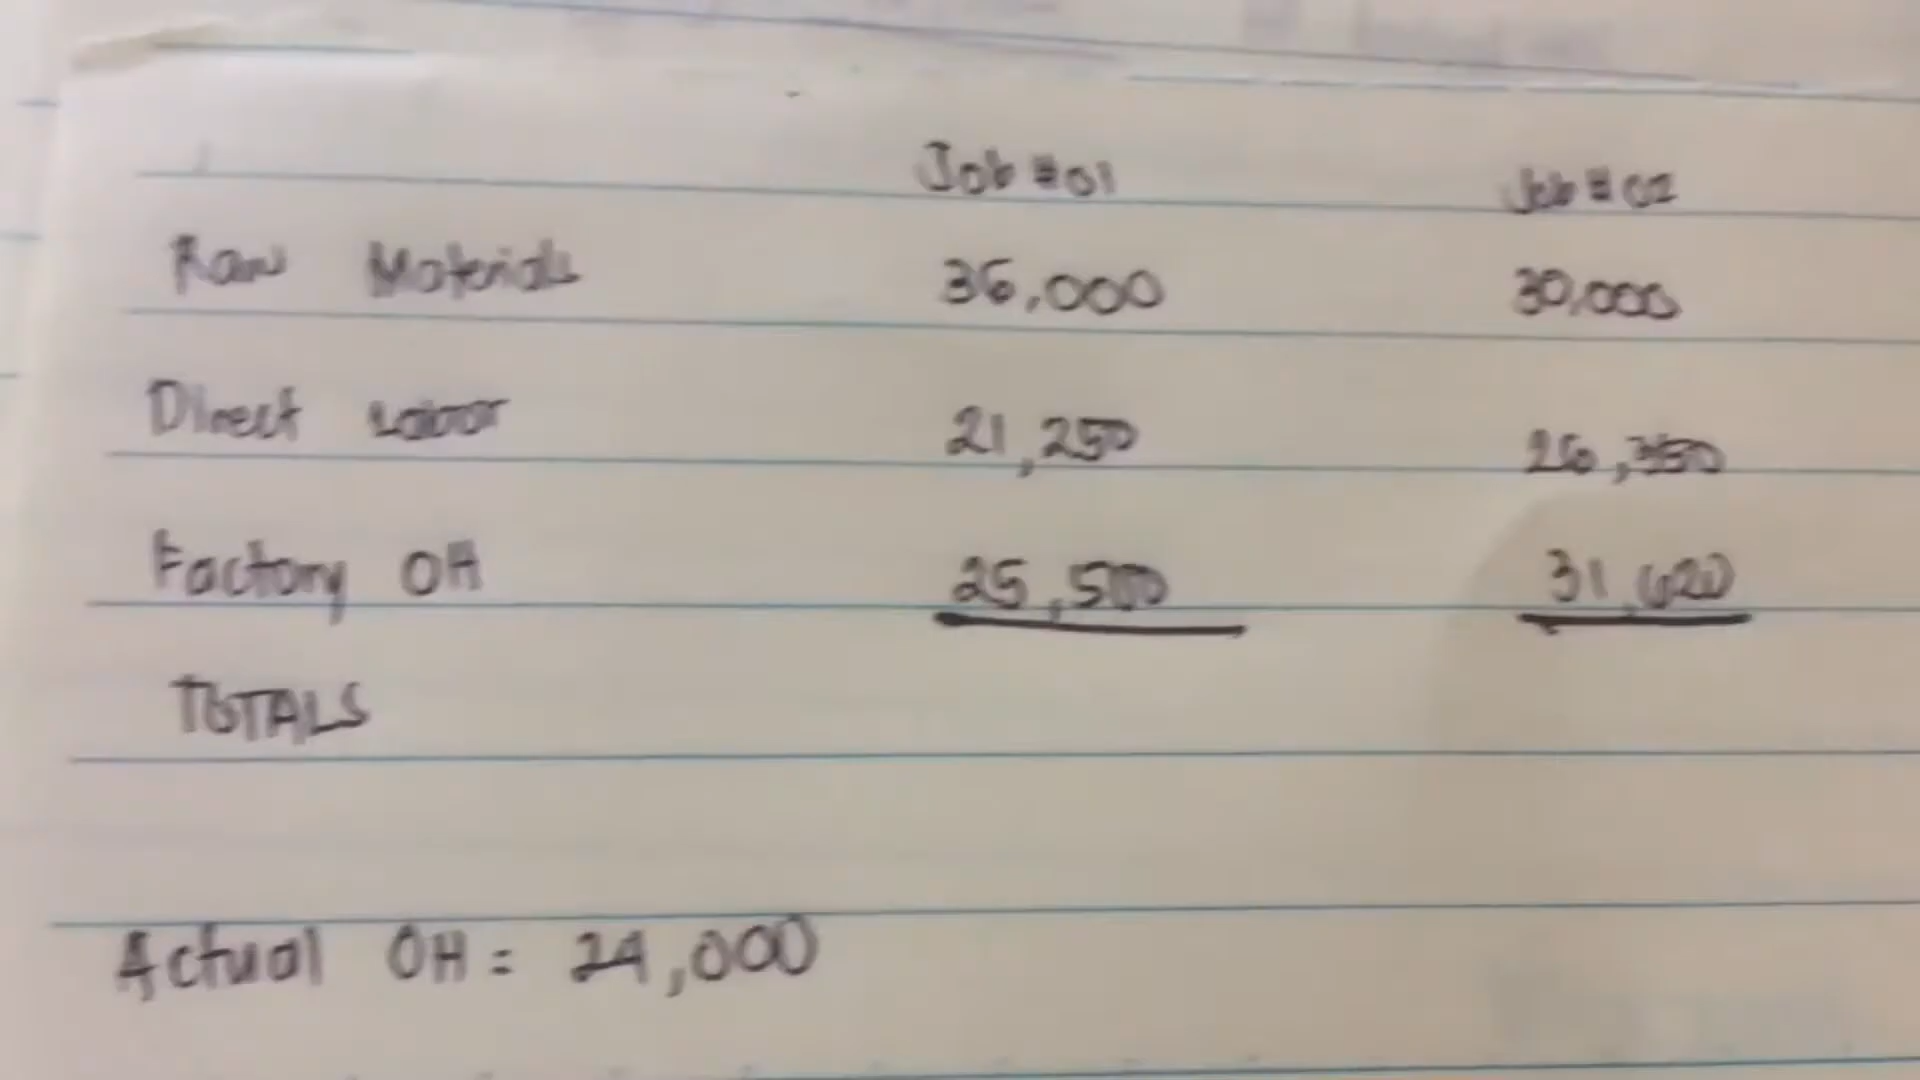 Job #01 Job #02
Raw Materials 36,000 30,000
Direct Labor 21,250 26,350
Factory OH 25,500 31,620
TOTALS
Actual OH = 24,000